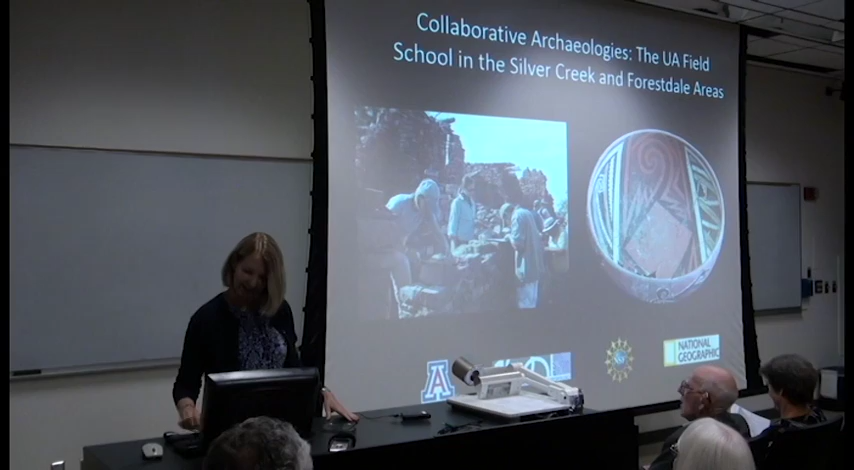 Collaborative Archaeologies: The UA Field
School in the Silver Creek and Forestdale Areas
A
NATIONAL
GEOGRAPHIC